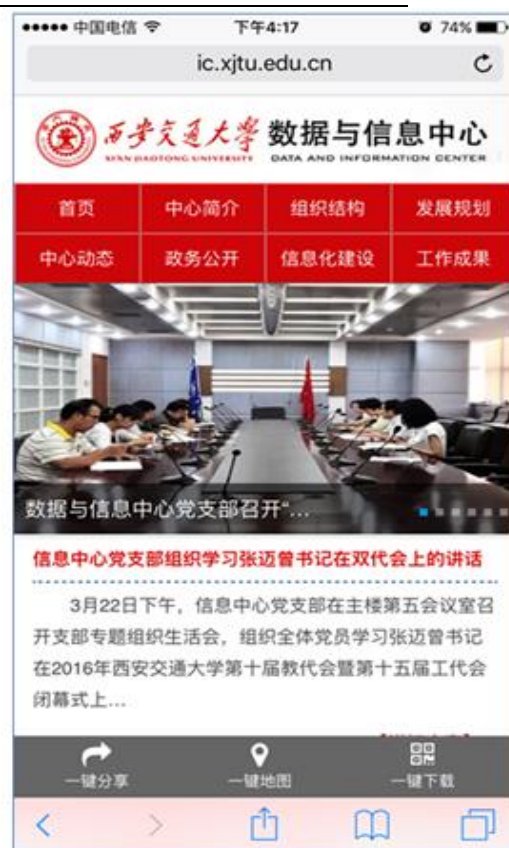 中国电信 下午4:17 74%
ic.xjtu.edu.cn
西安交通大学 数据与信息中心
XI'AN JIAOTONG UNIVERSITY DATA AND INFORMATION CENTER
首页 中心简介 组织结构 发展规划
中心动态 政务公开 信息化建设 工作成果
数据与信息中心党支部召开“...
信息中心党支部组织学习张迈曾书记在双代会上的讲话
3月22日下午，信息中心党支部在主楼第五会议室召
开支部专题组织生活会，组织全体党员学习张迈曾书记
在2016年西安交通大学第十届教代会暨第十五届工代会
闭幕式上...
一键分享 一键地图 一键下载